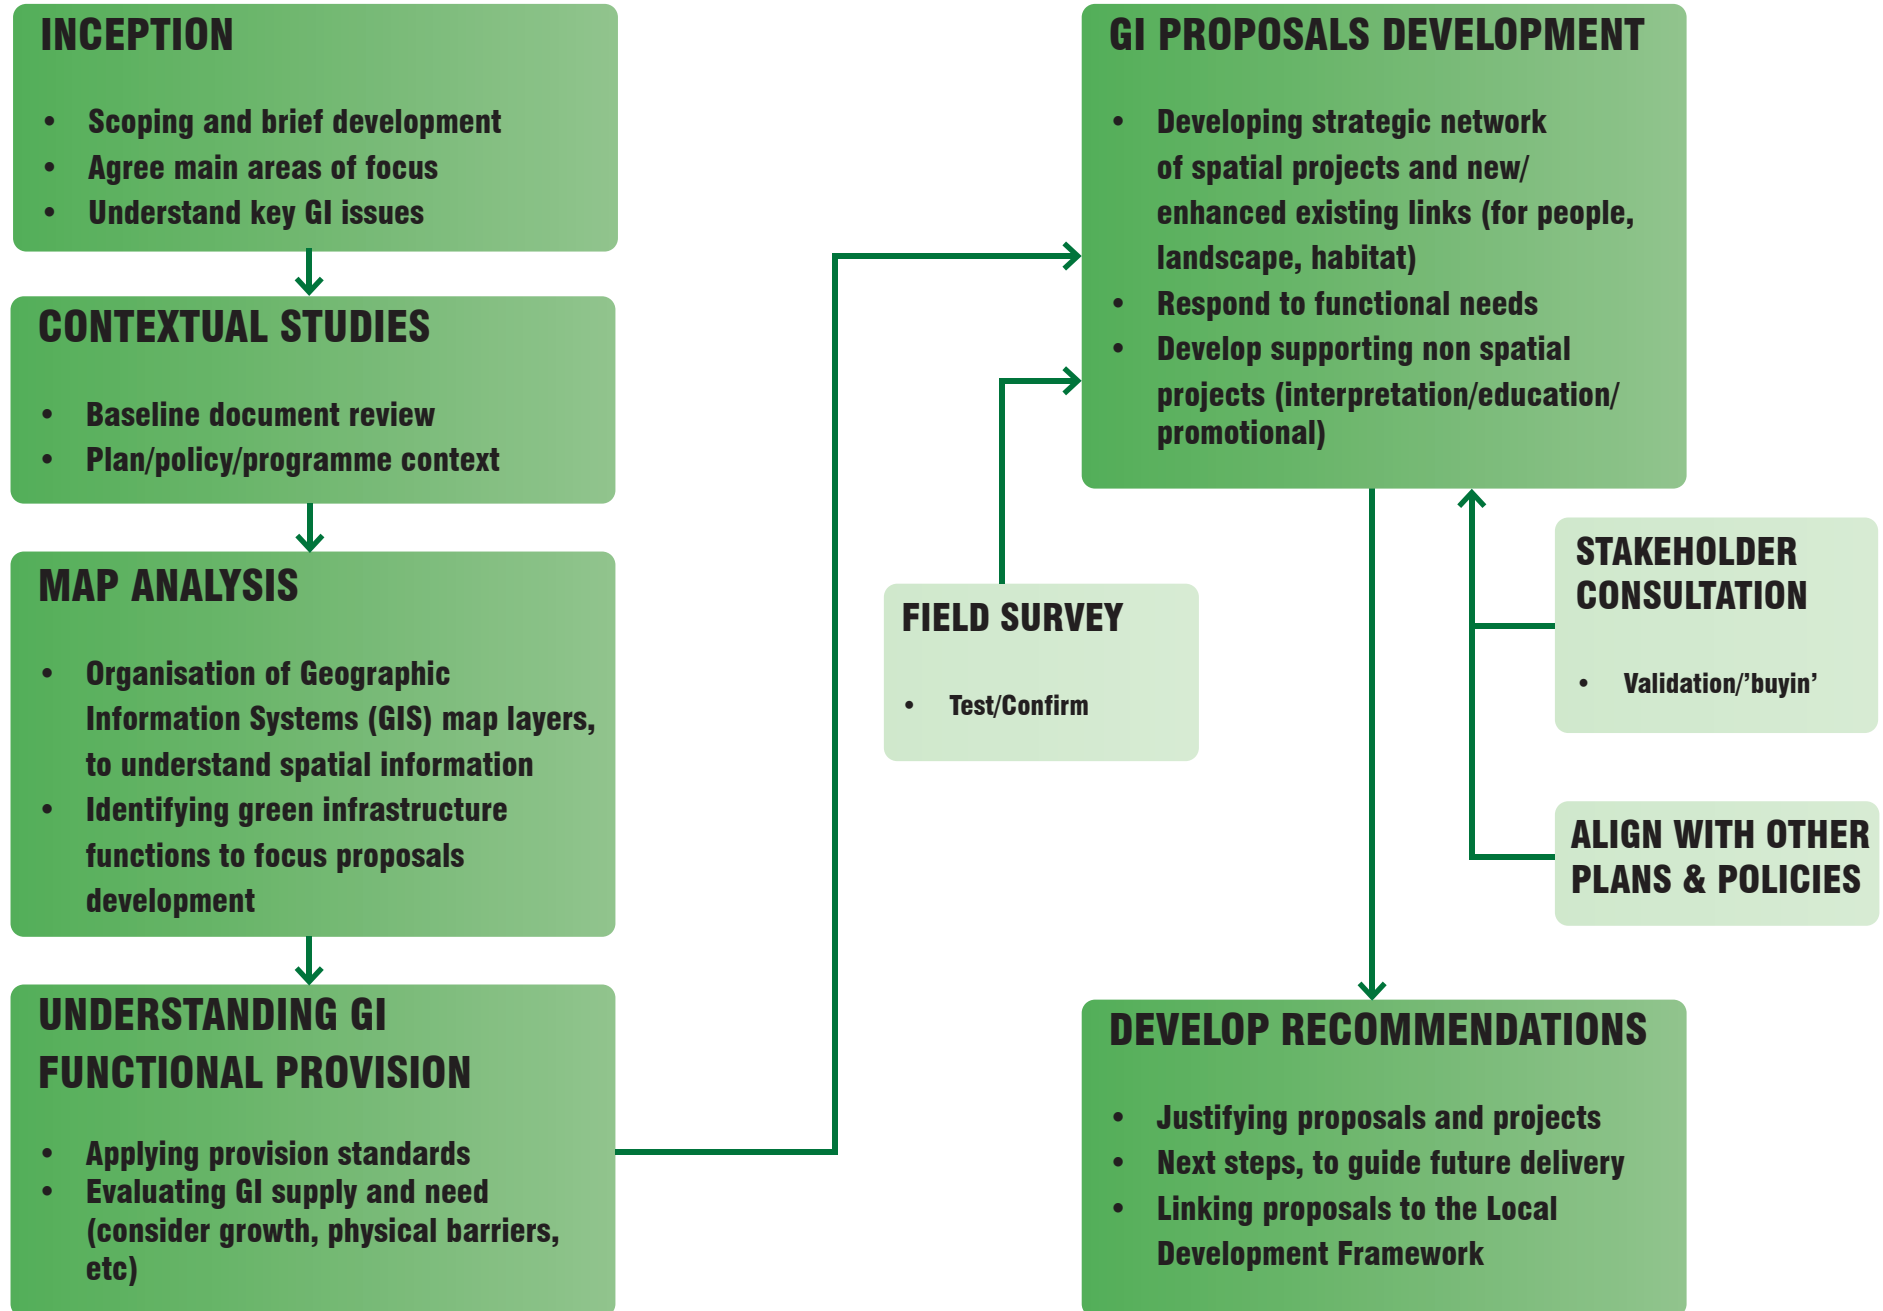 INCEPTION
• Scoping and brief development
• Agree main areas of focus
• Understand key GI issues
CONTEXTUAL STUDIES
• Baseline document review
• Plan/policy/programme context
MAP ANALYSIS
• Organisation of Geographic
Information Systems (GIS) map layers,
to understand spatial information
• Identifying green infrastructure
functions to focus proposals
development
UNDERSTANDING GI
FUNCTIONAL PROVISION
• Applying provision standards
• Evaluating GI supply and need
(consider growth, physical barriers,
etc)
GI PROPOSALS DEVELOPMENT
• Developing strategic network
of spatial projects and new/
enhanced existing links (for people,
landscape, habitat)
• Respond to functional needs
• Develop supporting non spatial
projects (interpretation/education/
promotional)
FIELD SURVEY
• Test/Confirm
STAKEHOLDER
CONSULTATION
• Validation/’buyin’
ALIGN WITH OTHER
PLANS & POLICIES
DEVELOP RECOMMENDATIONS
• Justifying proposals and projects
• Next steps, to guide future delivery
• Linking proposals to the Local
Development Framework